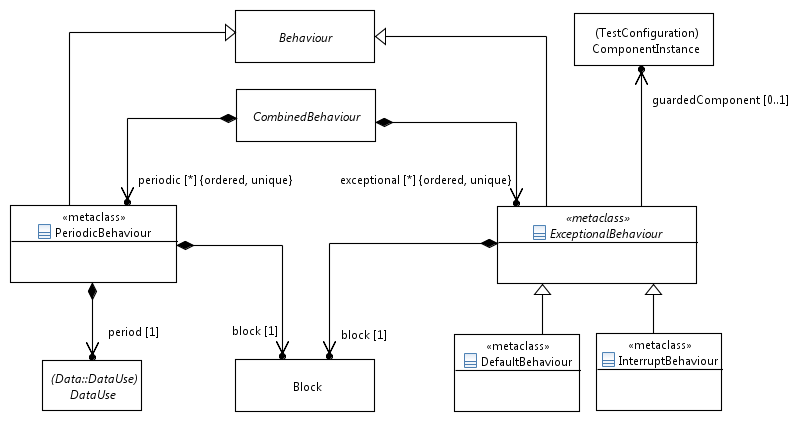 Behaviour
(TestConfiguration)
ComponentInstance
guardedComponent [0..1]
CombinedBehaviour
periodic [*] {ordered, unique}
exceptional [*] {ordered, unique}
«metaclass»
PeriodicBehaviour
«metaclass»
ExceptionalBehaviour
period [1]
block [1]
block [1]
«metaclass»
DefaultBehaviour
«metaclass»
InterruptBehaviour
(Data::DataUse)
DataUse
Block